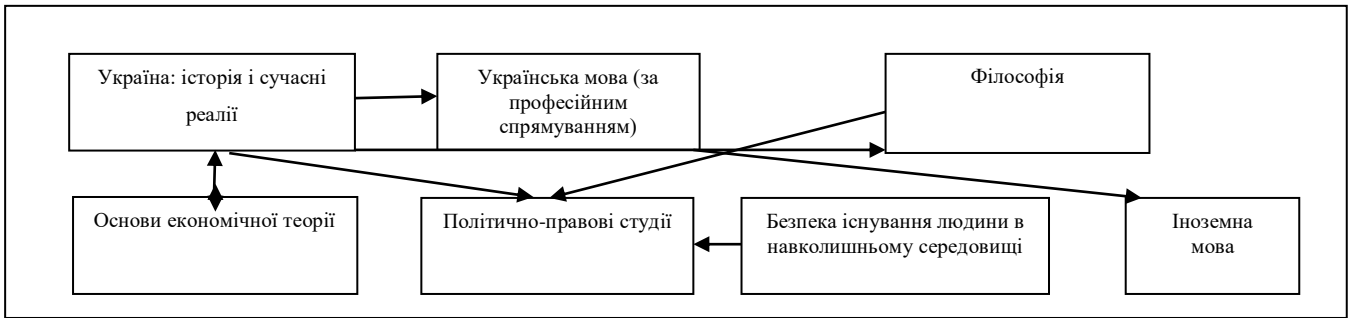 Україна: історія і сучасні
реалії
Українська мова (за
професійним
спрямуванням)
Філософія
Основи економічної теорії
Політично-правові студії
Безпека існування людини в
навколишньому середовищі
Іноземна
мова